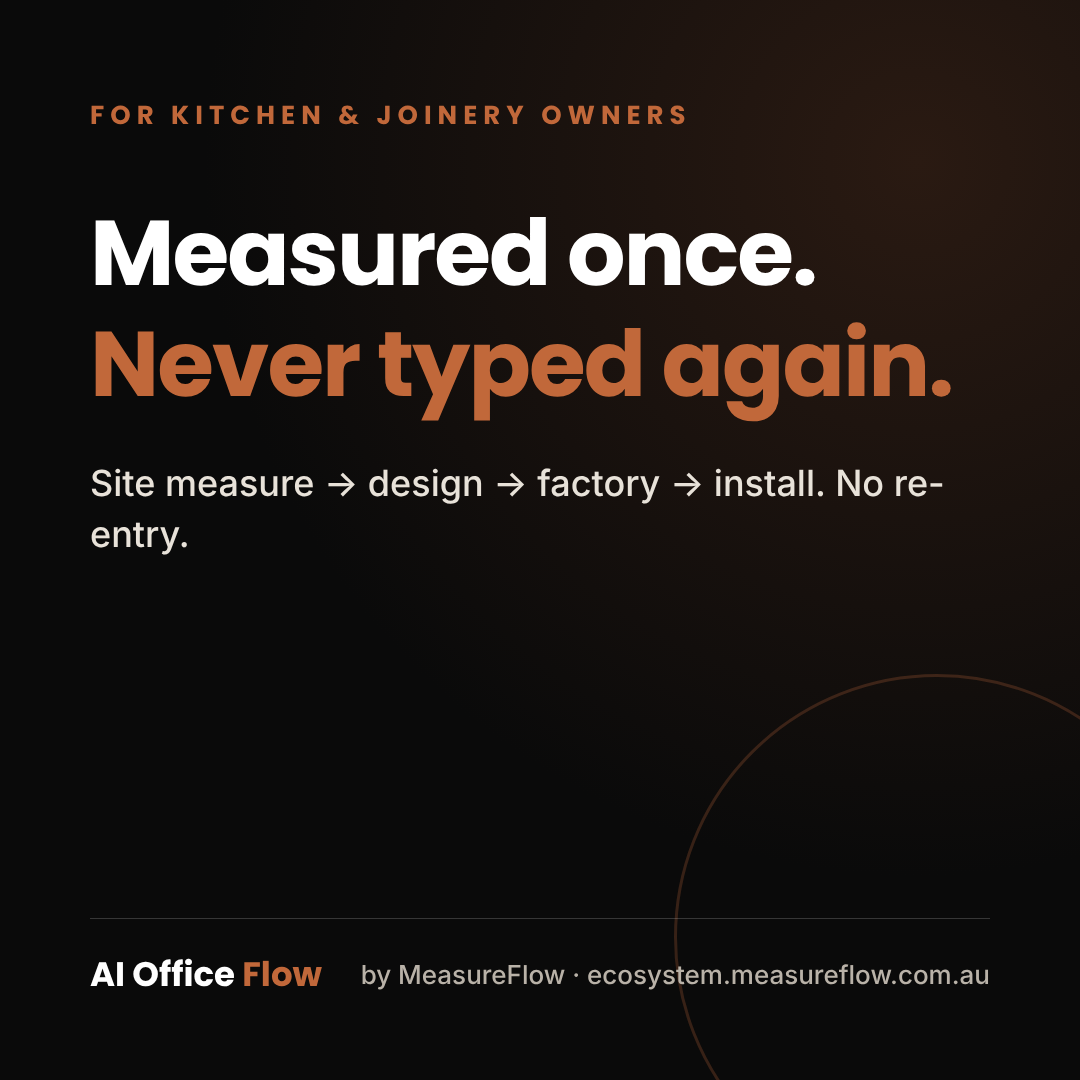 FOR KITCHEN & JOINERY OWNERS
Measured once.
Never typed again.
Site measure → design → factory → install. No re-
entry.
AI Office Flow by MeasureFlow · ecosystem.measureflow.com.au